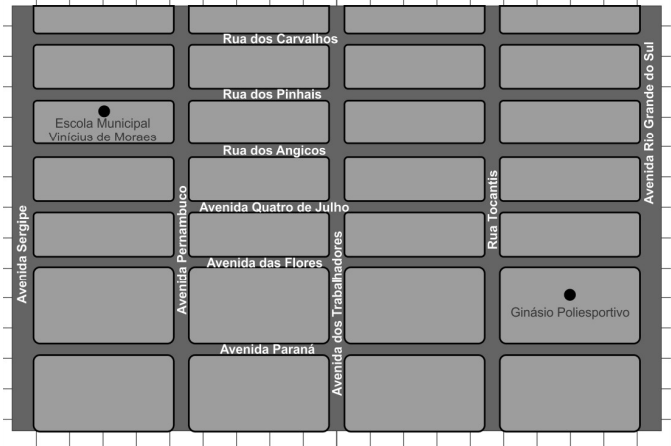 Rua dos Carvalhos
Rua dos Pinhais
Escola Municipal
Vinícius de Moraes
Rua dos Angicos
Avenida Quatro de Julho
Avenida das Flores
Avenida Paraná
Ginásio Poliesportivo
Avenida Sergipe
Avenida Pernambuco
Avenida dos Trabalhadores
Rua Tocantis
Avenida Rio Grande do Sul